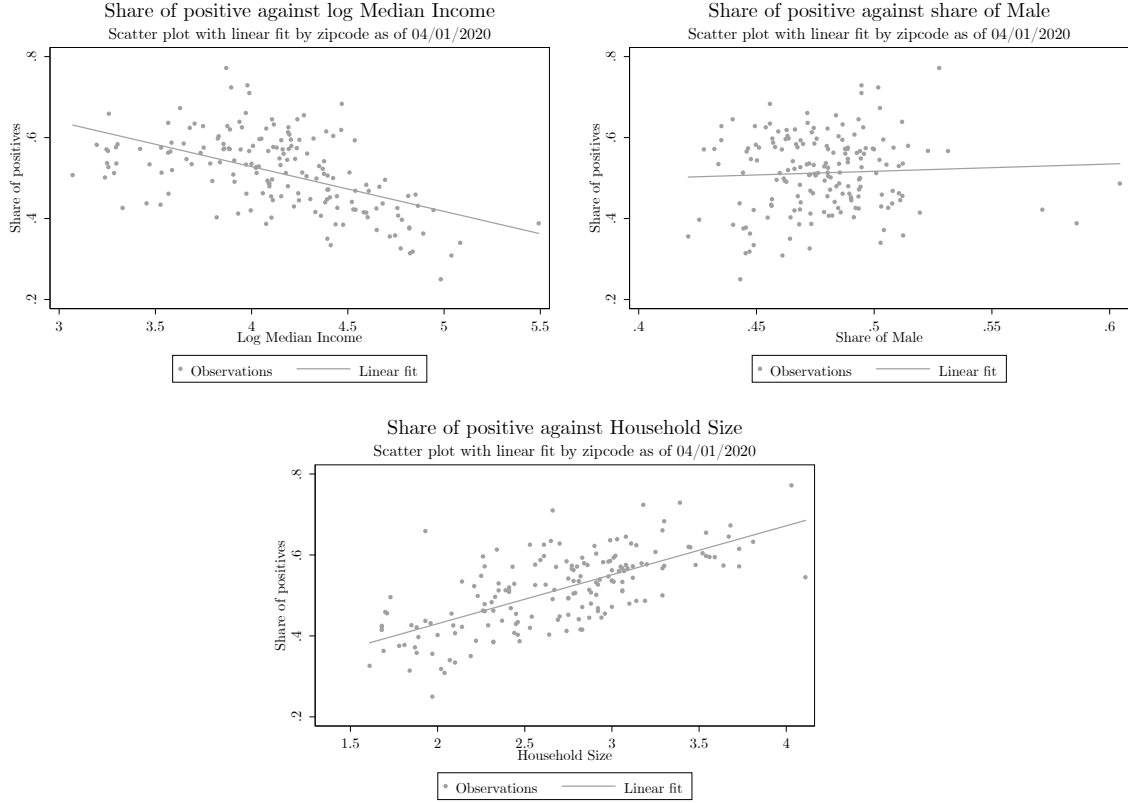 Share of positive against log Median Income
Scatter plot with linear fit by zipcode as of 04/01/2020
Share of positives
.8
.6
.4
.2
3 3.5 4 4.5 5 5.5
Log Median Income
Observations Linear fit
Share of positive against share of Male
Scatter plot with linear fit by zipcode as of 04/01/2020
Share of positives
.8
.6
.4
.2
.4 .45 .5 .55 .6
Share of Male
Observations Linear fit
Share of positive against Household Size
Scatter plot with linear fit by zipcode as of 04/01/2020
Share of positives
.8
.6
.4
.2
1.5 2 2.5 3 3.5 4
Household Size
Observations Linear fit